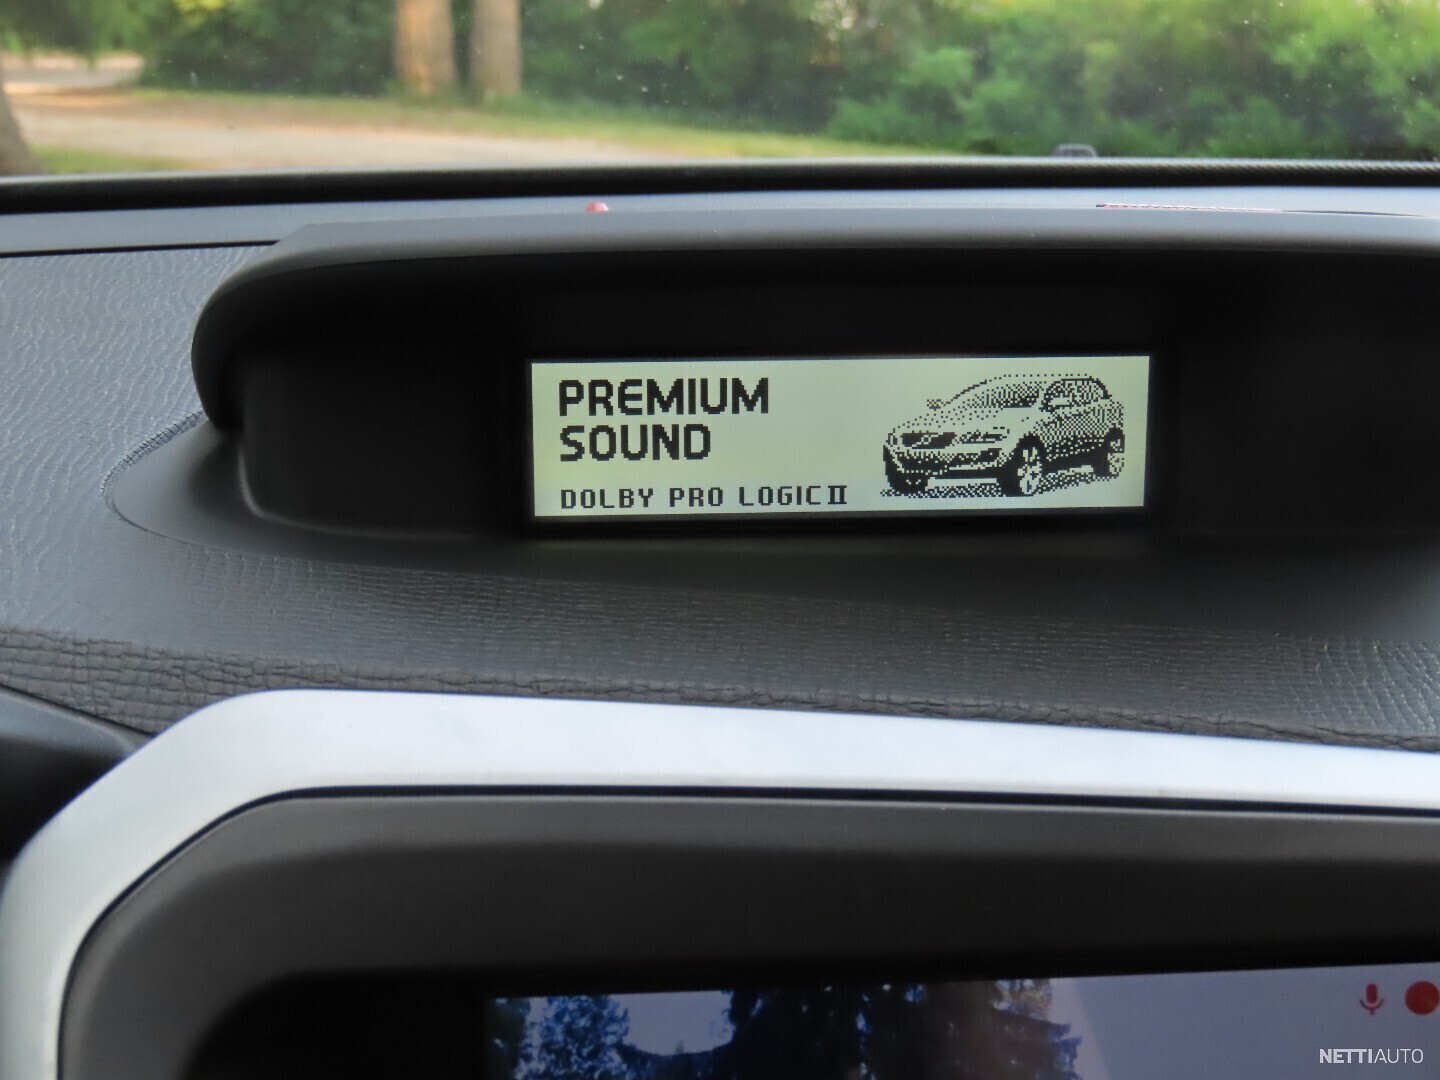 PREMIUM
SOUND
DOLBY PRO LOGIC II
NETTIAUTO